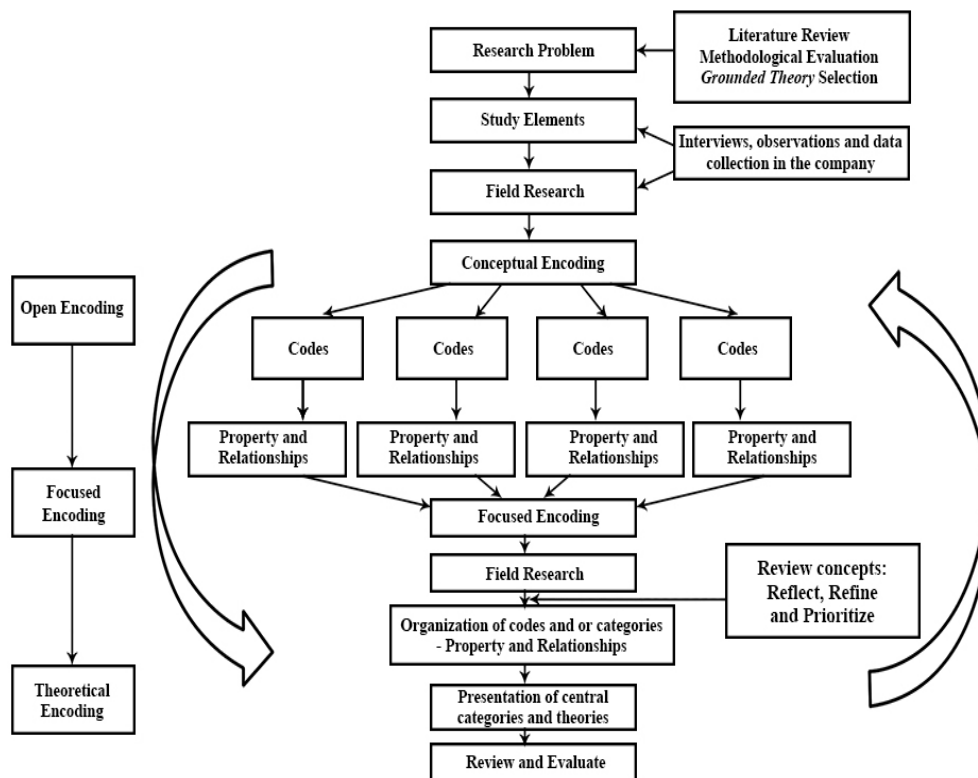 Research Problem
Literature Review
Methodological Evaluation
Grounded Theory Selection
Study Elements
Interviews, observations and data
collection in the company
Field Research
Conceptual Encoding
Open Encoding
Codes
Codes
Codes
Codes
Property and
Relationships
Property and
Relationships
Property and
Relationships
Property and
Relationships
Focused
Encoding
Focused Encoding
Field Research
Review concepts:
Reflect, Refine
and Prioritize
Organization of codes and or categories
- Property and Relationships
Theoretical
Encoding
Presentation of central
categories and theories
Review and Evaluate